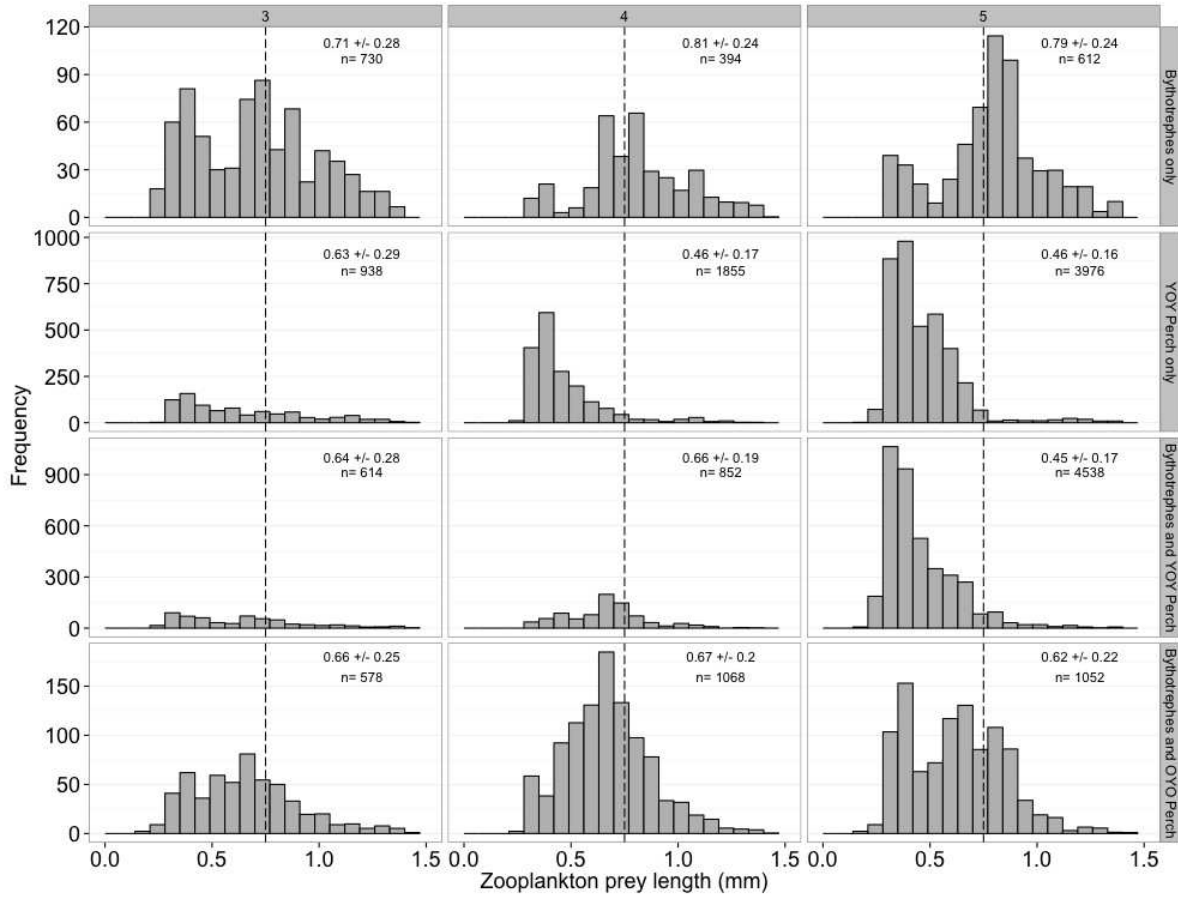 3
4
5
120
90
60
30
0
0.71 +/- 0.28
n= 730
0.81 +/- 0.24
n= 394
0.79 +/- 0.24
n= 612
Bythotrephes only
1000
750
500
250
0
0.63 +/- 0.29
n= 938
0.46 +/- 0.17
n= 1855
0.46 +/- 0.16
n= 3976
YOY Perch only
Frequency
900
600
300
0
0.64 +/- 0.28
n= 614
0.66 +/- 0.19
n= 852
0.45 +/- 0.17
n= 4538
Bythotrephes and YOY Perch
150
100
50
0
0.66 +/- 0.25
n= 578
0.67 +/- 0.2
n= 1068
0.62 +/- 0.22
n= 1052
Bythotrephes and OYO Perch
0.0 0.5 1.0 1.5
0.0 0.5 1.0 1.5
0.0 0.5 1.0 1.5
Zooplankton prey length (mm)